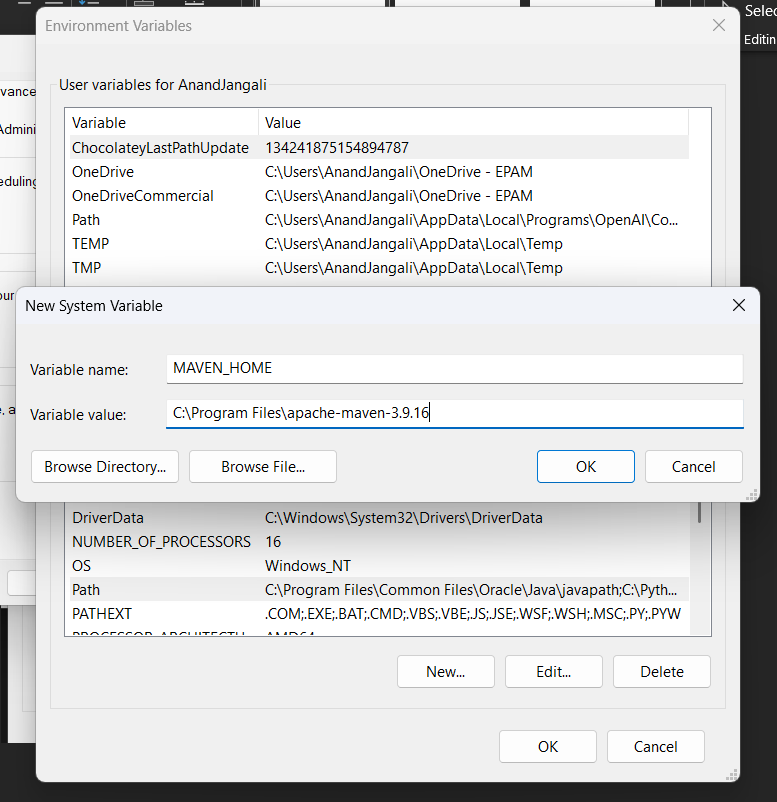 Selec
Editin
Environment Variables
vance
Admini
eduling
our
e, a
User variables for AnandJangali
Variable Value
ChocolateyLastPathUpdate 134241875154894787
OneDrive C:\Users\AnandJangali\OneDrive - EPAM
OneDriveCommercial C:\Users\AnandJangali\OneDrive - EPAM
Path C:\Users\AnandJangali\AppData\Local\Programs\OpenAI\Co...
TEMP C:\Users\AnandJangali\AppData\Local\Temp
TMP C:\Users\AnandJangali\AppData\Local\Temp
New System Variable
Variable name: MAVEN_HOME
Variable value: C:\Program Files\apache-maven-3.9.16
Browse Directory... Browse File... OK Cancel
DriverData C:\Windows\System32\Drivers\DriverData
NUMBER_OF_PROCESSORS 16
OS Windows_NT
Path C:\Program Files\Common Files\Oracle\Java\javapath;C:\Pyth...
PATHEXT .COM;.EXE;.BAT;.CMD;.VBS;.VBE;.JS;.JSE;.WSF;.WSH;.MSC;.PY;.PYW
PROCESSOR_ARCHITECTU AMD64
New... Edit... Delete
OK Cancel